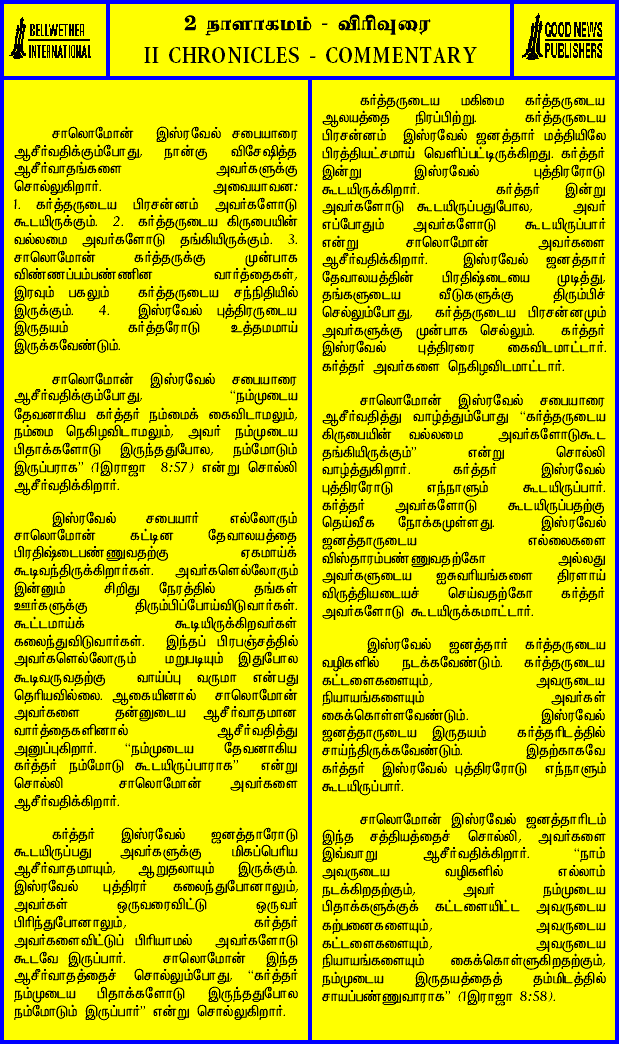 BELLWETHER
INTERNATIONAL
2 நாளாகமம் - விரிவுரை
II CHRONICLES - COMMENTARY
GOOD NEWS
PUBLISHERS
சாலொமோன் இஸ்ரவேல் சபையாரை
ஆசீர்வதிக்கும்போது, நான்கு விசேஷித்த
ஆசீர்வாதங்களை அவர்களுக்கு
சொல்லுகிறார். அவையாவன:
1. கர்த்தருடைய பிரசன்னம் அவர்களோடு
கூடயிருக்கும். 2. கர்த்தருடைய கிருபையின்
வல்லமை அவர்களோடு தங்கியிருக்கும். 3.
சாலொமோன் கர்த்தருக்கு முன்பாக
விண்ணப்பம்பண்ணின வார்த்தைகள்,
இரவும் பகலும் கர்த்தருடைய சந்நிதியில்
இருக்கும். 4. இஸ்ரவேல் புத்திரருடைய
இருதயம் கர்த்தரோடு உத்தமமாய்
இருக்கவேண்டும்.
சாலொமோன் இஸ்ரவேல் சபையாரை
ஆசீர்வதிக்கும்போது, “நம்முடைய
தேவனாகிய கர்த்தர் நம்மைக் கைவிடாமலும்,
நம்மை நெகிழவிடாமலும், அவர் நம்முடைய
பிதாக்களோடு இருந்ததுபோல, நம்மோடும்
இருப்பராக” (1இராஜா 8:57) என்று சொல்லி
ஆசீர்வதிக்கிறார்.
இஸ்ரவேல் சபையார் எல்லோரும்
சாலொமோன் கட்டின தேவாலயத்தை
பிரதிஷ்டைபண்ணுவதற்கு ஏகமாய்க்
கூடிவந்திருக்கிறார்கள். அவர்களெல்லோரும்
இன்னும் சிறிது நேரத்தில் தங்கள்
ஊர்களுக்கு திரும்பிப்போய்விடுவார்கள்.
கூட்டமாய்க் கூடியிருக்கிறவர்கள்
கலைந்துவிடுவார்கள். இந்தப் பிரபஞ்சத்தில்
அவர்களெல்லோரும் மறுபடியும் இதுபோல
கூடிவருவதற்கு வாய்ப்பு வருமா என்பது
தெரியவில்லை. ஆகையினால் சாலொமோன்
அவர்களை தன்னுடைய ஆசீர்வாதமான
வார்த்தைகளினால் ஆசீர்வதித்து
அனுப்புகிறார். “நம்முடைய தேவனாகிய
கர்த்தர் நம்மோடு கூடயிருப்பாராக” என்று
சொல்லி சாலொமோன் அவர்களை
ஆசீர்வதிக்கிறார்.
கர்த்தர் இஸ்ரவேல் ஜனத்தாரோடு
கூடயிருப்பது அவர்களுக்கு மிகப்பெரிய
ஆசீர்வாதமாயும், ஆறுதலாயும் இருக்கும்.
இஸ்ரவேல் புத்திரர் கலைந்துபோனாலும்,
அவர்கள் ஒருவரைவிட்டு ஒருவர்
பிரிந்துபோனாலும், கர்த்தர்
அவர்களைவிட்டுப் பிரியாமல் அவர்களோடு
கூடவே இருப்பார். சாலொமோன் இந்த
ஆசீர்வாதத்தைச் சொல்லும்போது, “கர்த்தர்
நம்முடைய பிதாக்களோடு இருந்ததுபோல
நம்மோடும் இருப்பார்” என்று சொல்லுகிறார்.
கர்த்தருடைய மகிமை கர்த்தருடைய
ஆலயத்தை நிரப்பிற்று. கர்த்தருடைய
பிரசன்னம் இஸ்ரவேல் ஜனத்தார் மத்தியிலே
பிரத்தியட்சமாய் வெளிப்பட்டிருக்கிறது. கர்த்தர்
இன்று இஸ்ரவேல் புத்திரரோடு
கூடயிருக்கிறார். கர்த்தர் இன்று
அவர்களோடு கூடயிருப்பதுபோல, அவர்
எப்போதும் அவர்களோடு கூடயிருப்பார்
என்று சாலொமோன் அவர்களை
ஆசீர்வதிக்கிறார். இஸ்ரவேல் ஜனத்தார்
தேவாலயத்தின் பிரதிஷ்டையை முடித்து,
தங்களுடைய வீடுகளுக்கு திரும்பிச்
செல்லும்போது, கர்த்தருடைய பிரசன்னமும்
அவர்களுக்கு முன்பாக செல்லும். கர்த்தர்
இஸ்ரவேல் புத்திரரை கைவிடமாட்டார்.
கர்த்தர் அவர்களை நெகிழவிடமாட்டார்.
சாலொமோன் இஸ்ரவேல் சபையாரை
ஆசீர்வதித்து வாழ்த்தும்போது “கர்த்தருடைய
கிருபையின் வல்லமை அவர்களோடுகூட
தங்கியிருக்கும்” என்று சொல்லி
வாழ்த்துகிறார். கர்த்தர் இஸ்ரவேல்
புத்திரரோடு எந்நாளும் கூடயிருப்பார்.
கர்த்தர் அவர்களோடு கூடயிருப்பதற்கு
தெய்வீக நோக்கமுள்ளது. இஸ்ரவேல்
ஜனத்தாருடைய எல்லைகளை
விஸ்தாரம்பண்ணுவதற்கோ அல்லது
அவர்களுடைய ஐசுவரியங்களை திரளாய்
விருத்தியடையச் செய்வதற்கோ கர்த்தர்
அவர்களோடு கூடயிருக்கமாட்டார்.
இஸ்ரவேல் ஜனத்தார் கர்த்தருடைய
வழிகளில் நடக்கவேண்டும். கர்த்தருடைய
கட்டளைகளையும், அவருடைய
நியாயங்களையும் அவர்கள்
கைக்கொள்ளவேண்டும். இஸ்ரவேல்
ஜனத்தாருடைய இருதயம் கர்த்தரிடத்தில்
சாய்ந்திருக்கவேண்டும். இதற்காகவே
கர்த்தர் இஸ்ரவேல் புத்திரரோடு எந்நாளும்
கூடயிருப்பார்.
சாலொமோன் இஸ்ரவேல் ஜனத்தாரிடம்
இந்த சத்தியத்தைச் சொல்லி, அவர்களை
இவ்வாறு ஆசீர்வதிக்கிறார். “நாம்
அவருடைய வழிகளில் எல்லாம்
நடக்கிறதற்கும், அவர் நம்முடைய
பிதாக்களுக்குக் கட்டளையிட்ட அவருடைய
கற்பனைகளையும், அவருடைய
கட்டளைகளையும், அவருடைய
நியாயங்களையும் கைக்கொள்ளுகிறதற்கும்,
நம்முடைய இருதயத்தைத் தம்மிடத்தில்
சாயப்பண்ணுவாராக” (1இராஜா 8:58).